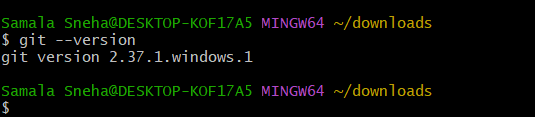 Samala Sneha@DESKTOP-KOF17A5 MINGW64 ~/downloads
$ git --version
git version 2.37.1.windows.1
Samala Sneha@DESKTOP-KOF17A5 MINGW64 ~/downloads
$